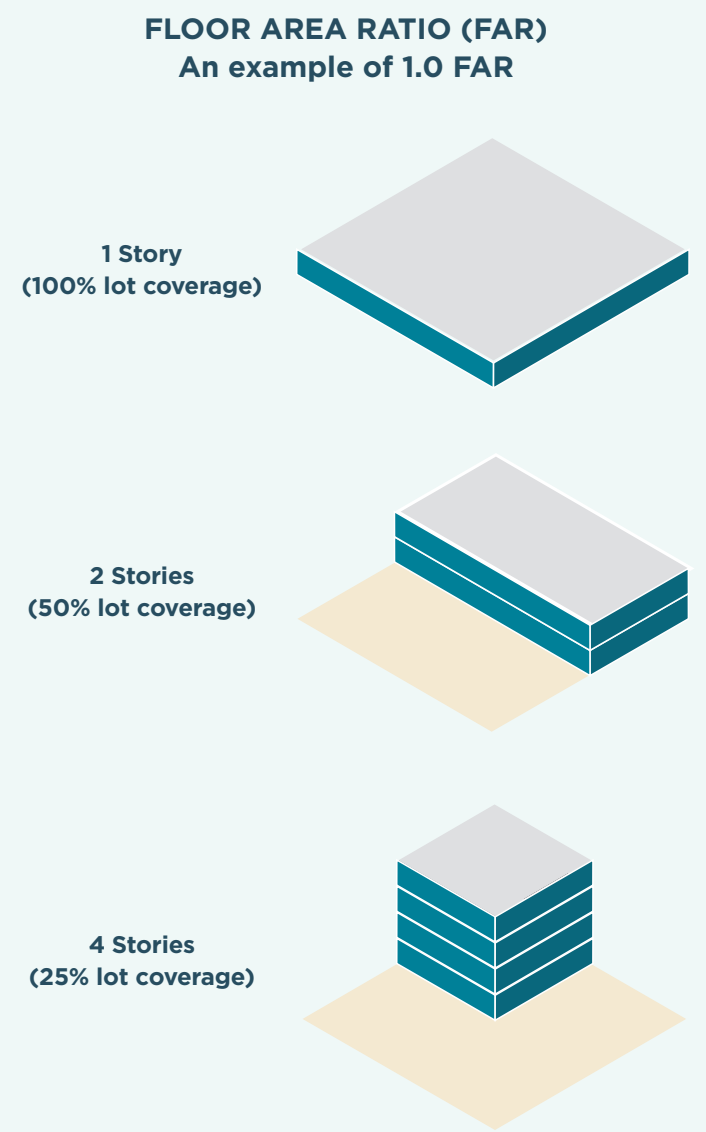 FLOOR AREA RATIO (FAR)
An example of 1.0 FAR
1 Story
(100% lot coverage)
2 Stories
(50% lot coverage)
4 Stories
(25% lot coverage)